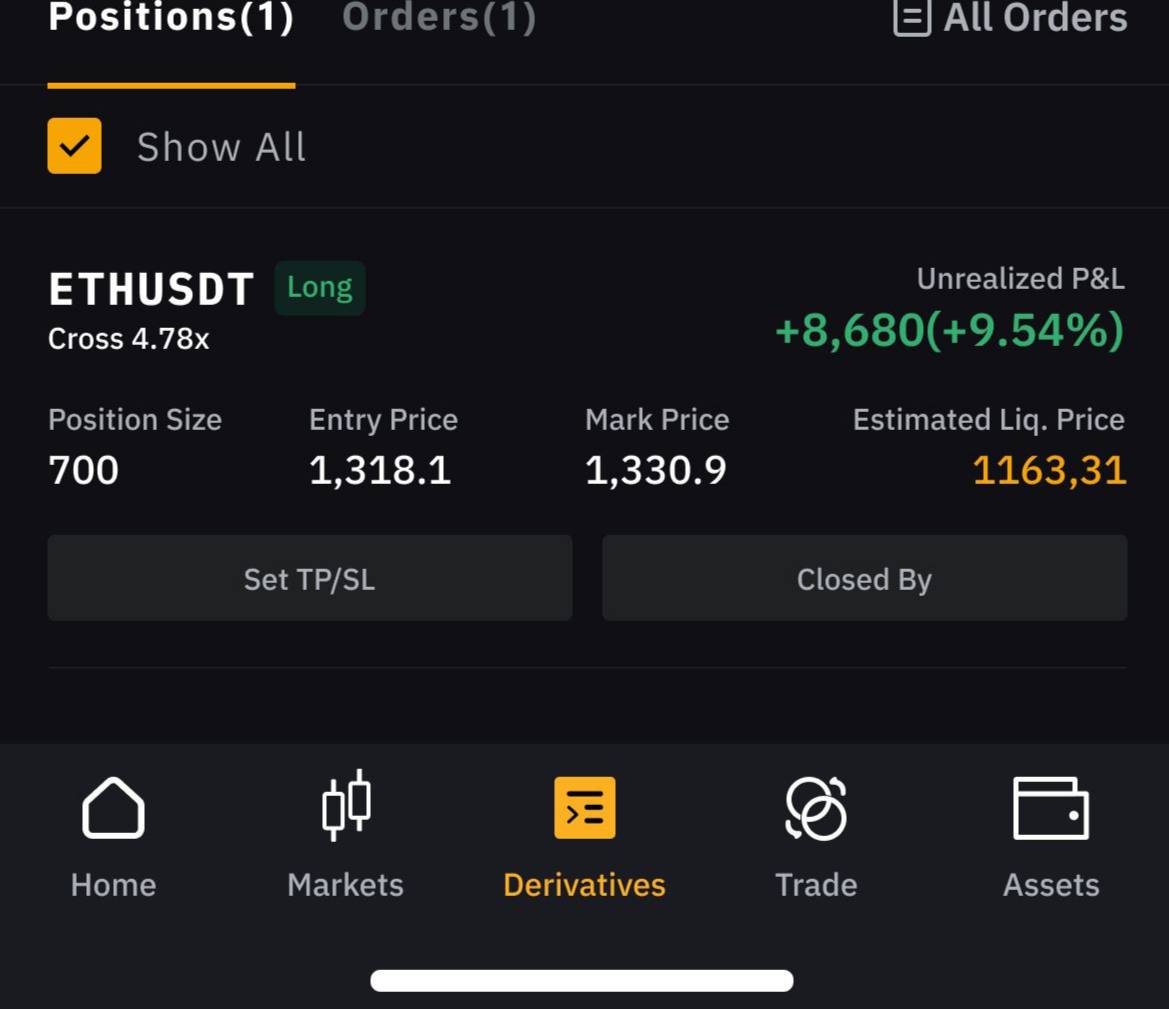 Positions(1) Orders(1) All Orders
Show All
ETHUSDT Long
Cross 4.78x
Unrealized P&L
+8,680(+9.54%)
Position Size Entry Price Mark Price Estimated Liq. Price
700 1,318.1 1,330.9 1163,31
Set TP/SL Closed By
Home Markets Derivatives Trade Assets